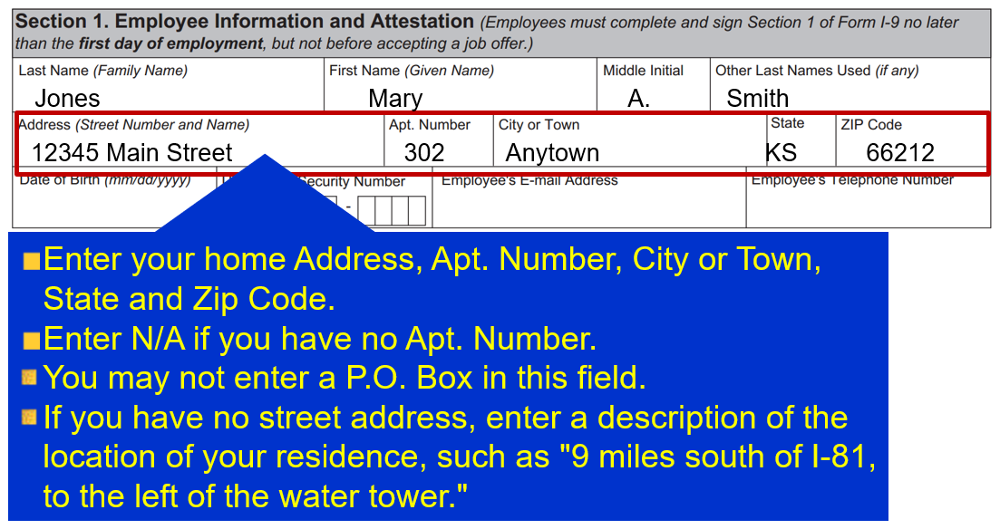 Section 1. Employee Information and Attestation (Employees must complete and sign Section 1 of Form I-9 no later
than the first day of employment, but not before accepting a job offer.)
Last Name (Family Name) First Name (Given Name) Middle Initial Other Last Names Used (if any)
Jones Mary A. Smith
Address (Street Number and Name) Apt. Number City or Town State ZIP Code
12345 Main Street 302 Anytown KS 66212
Date of Birth (mm/dd/yyyy) Security Number Employee's E-mail Address Employee's Telephone Number
-
Enter your home Address, Apt. Number, City or Town,
State and Zip Code.
Enter N/A if you have no Apt. Number.
You may not enter a P.O. Box in this field.
If you have no street address, enter a description of the
location of your residence, such as "9 miles south of I-81,
to the left of the water tower."